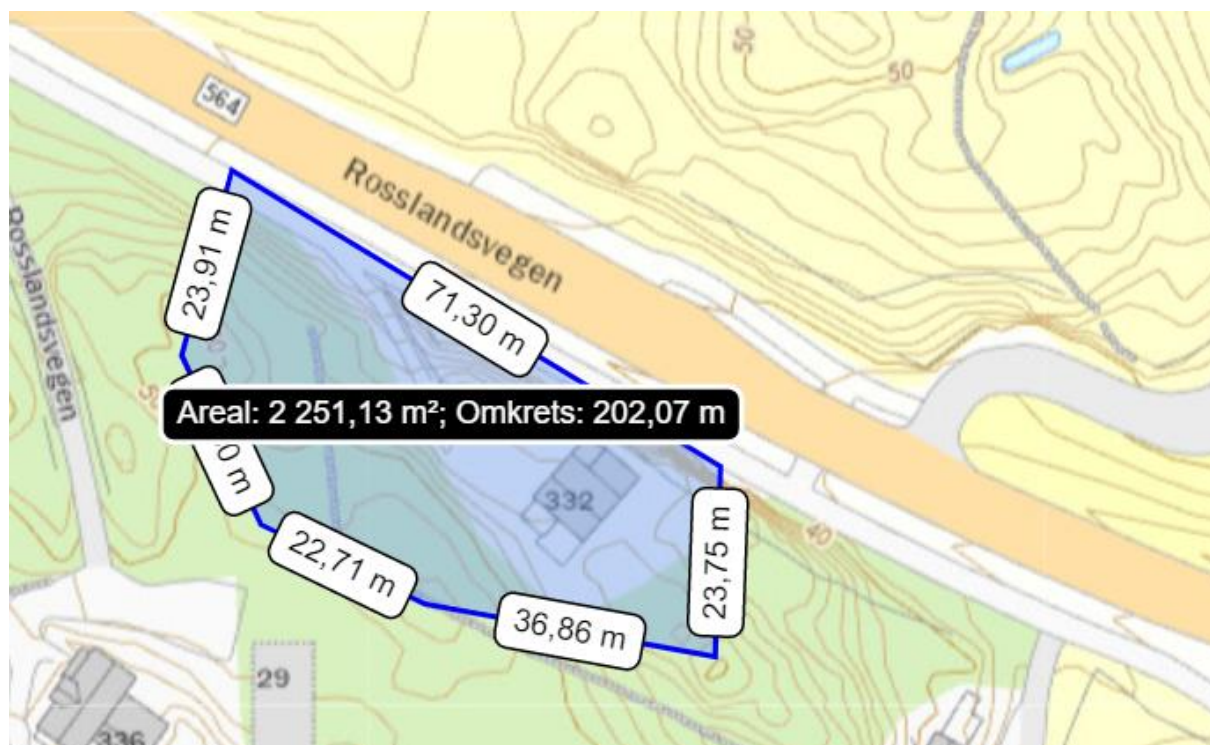 50
50
564
Rosslandsvegen
23,91 m
71,30 m
Rosslandsvegen
Areal: 2 251,13 m²; Omkrets: 202,07 m
0 m
332
22,71 m
23,75 m
40
36,86 m
29
336